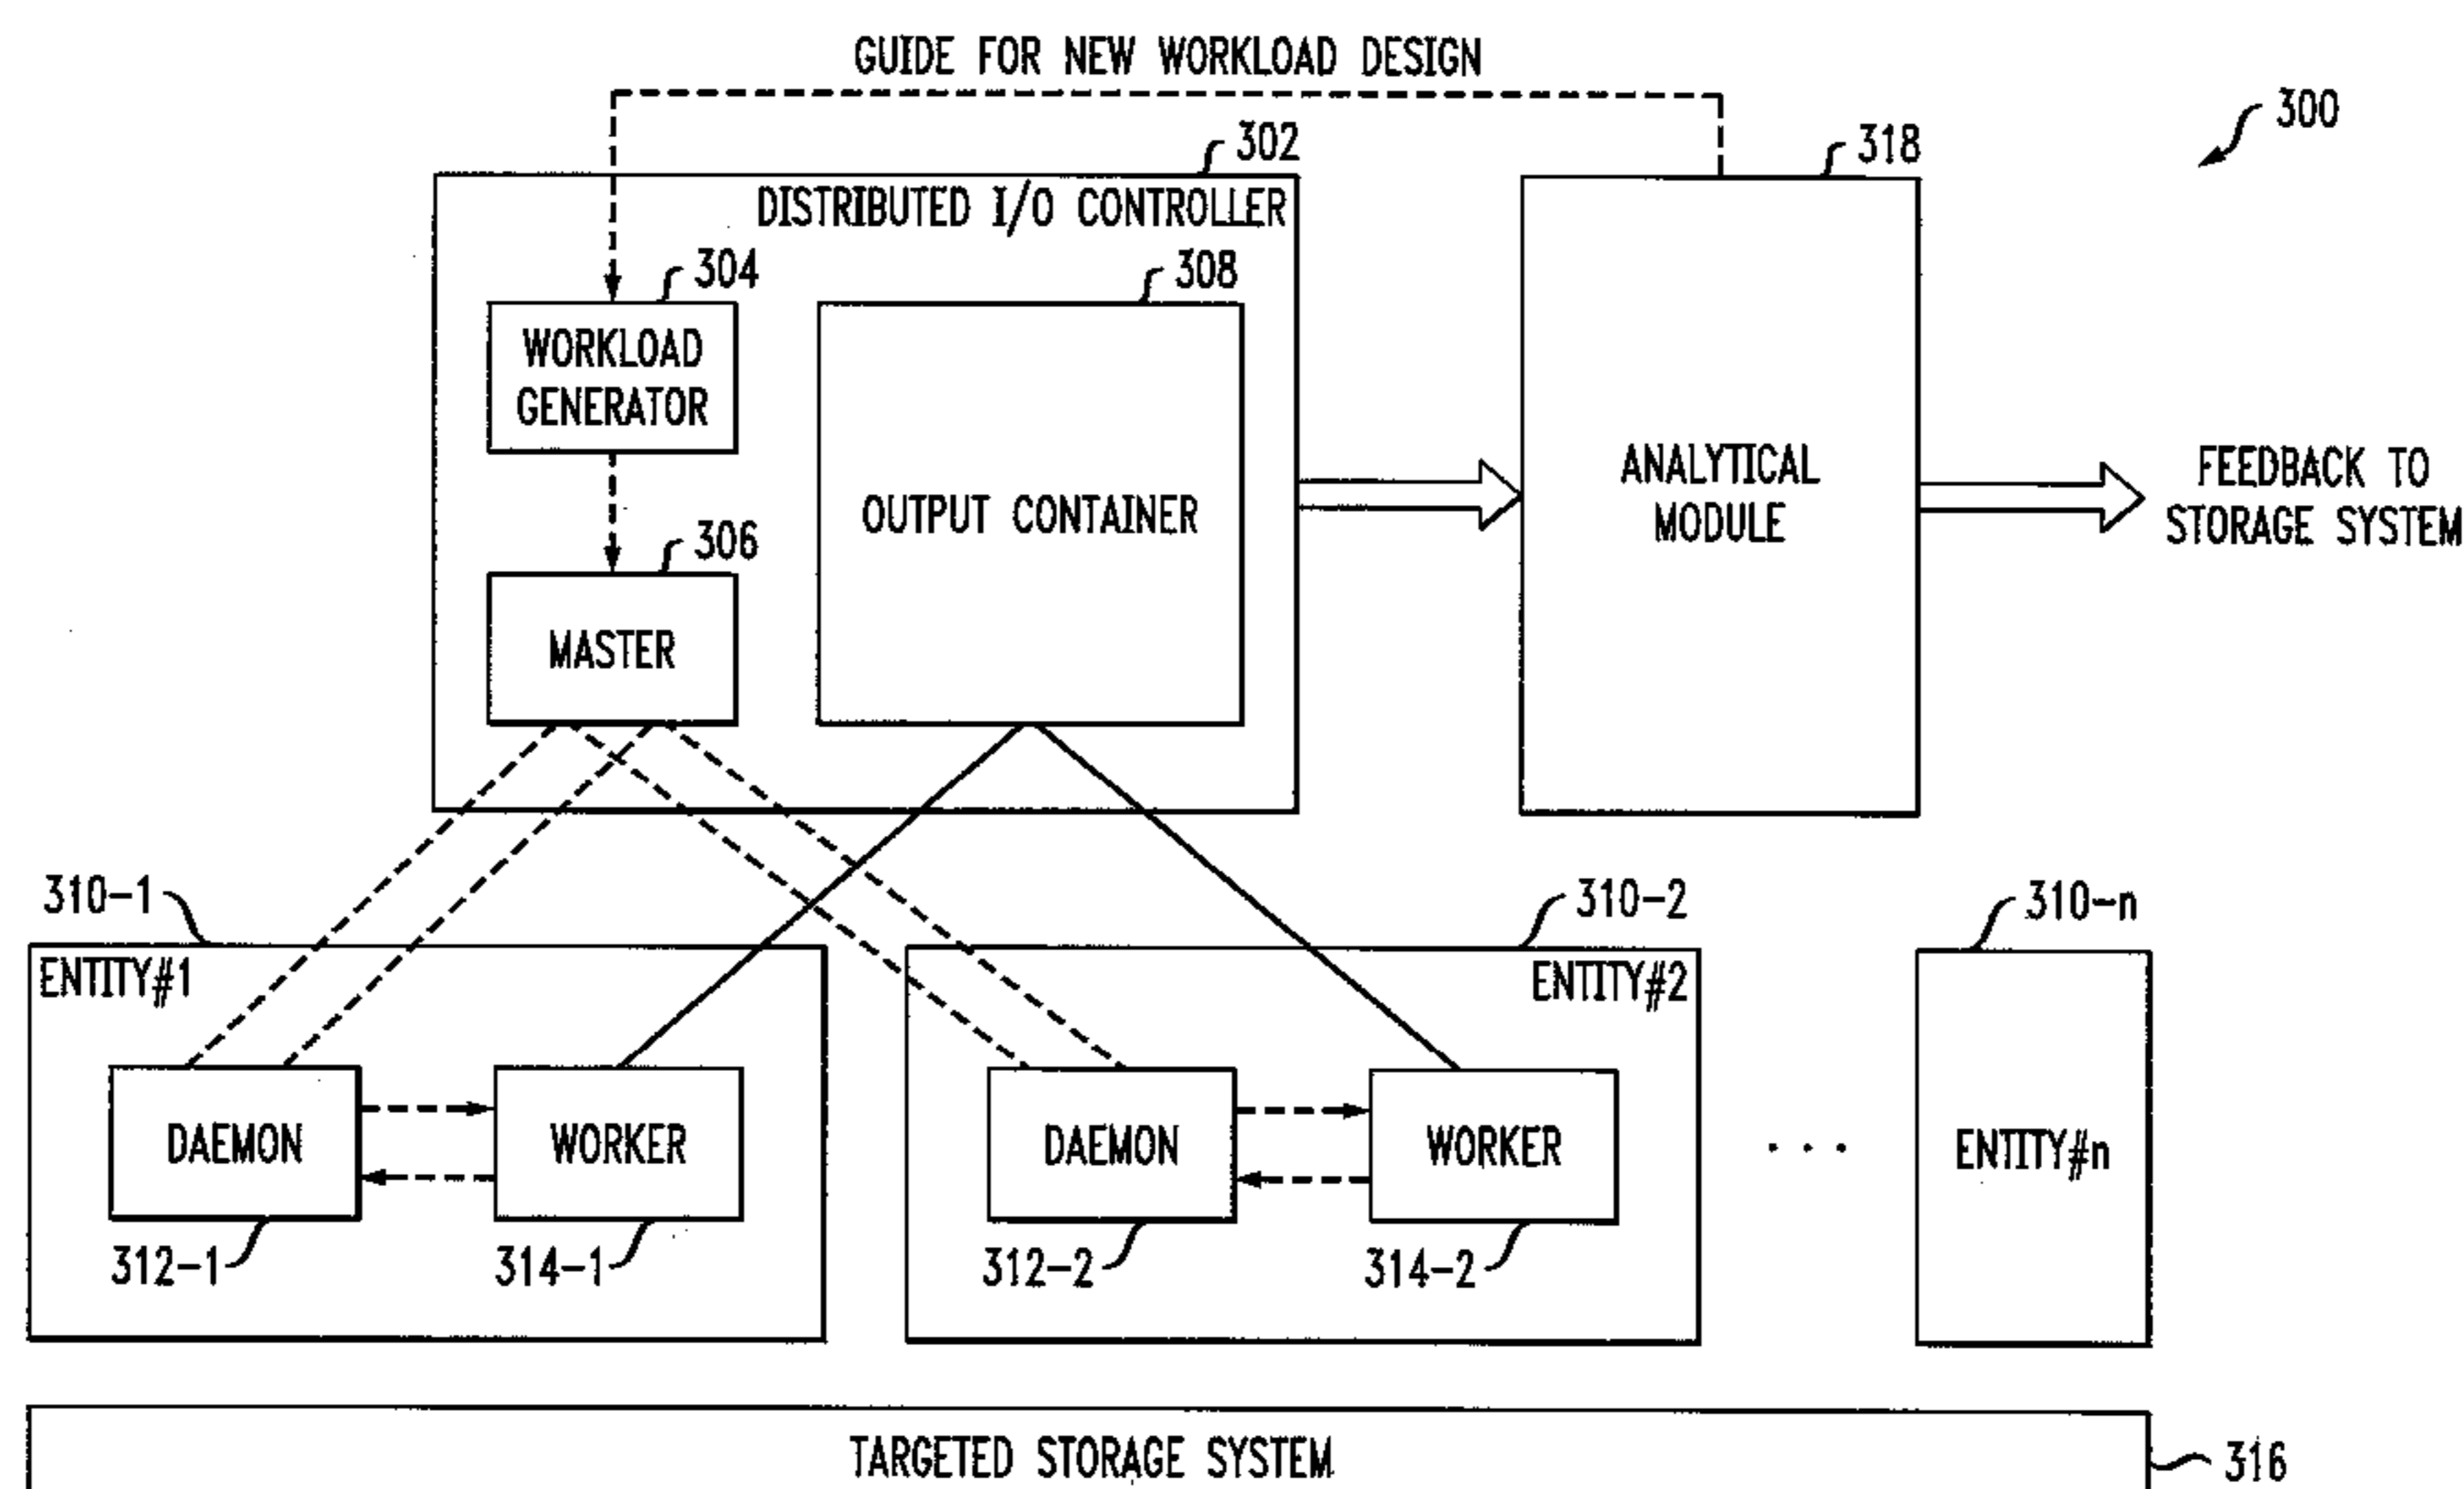 GUIDE FOR NEW WORKLOAD DESIGN
300
302
318
DISTRIBUTED I/O CONTROLLER
304
308
WORKLOAD
GENERATOR
306
MASTER
OUTPUT CONTAINER
ANALYTICAL
MODULE
FEEDBACK TO
STORAGE SYSTEM
310-1
310-2
310-n
ENTITY#1
ENTITY#2
DAEMON
WORKER
DAEMON
WORKER
. . .
ENTITY#n
312-1
314-1
312-2
314-2
TARGETED STORAGE SYSTEM
316